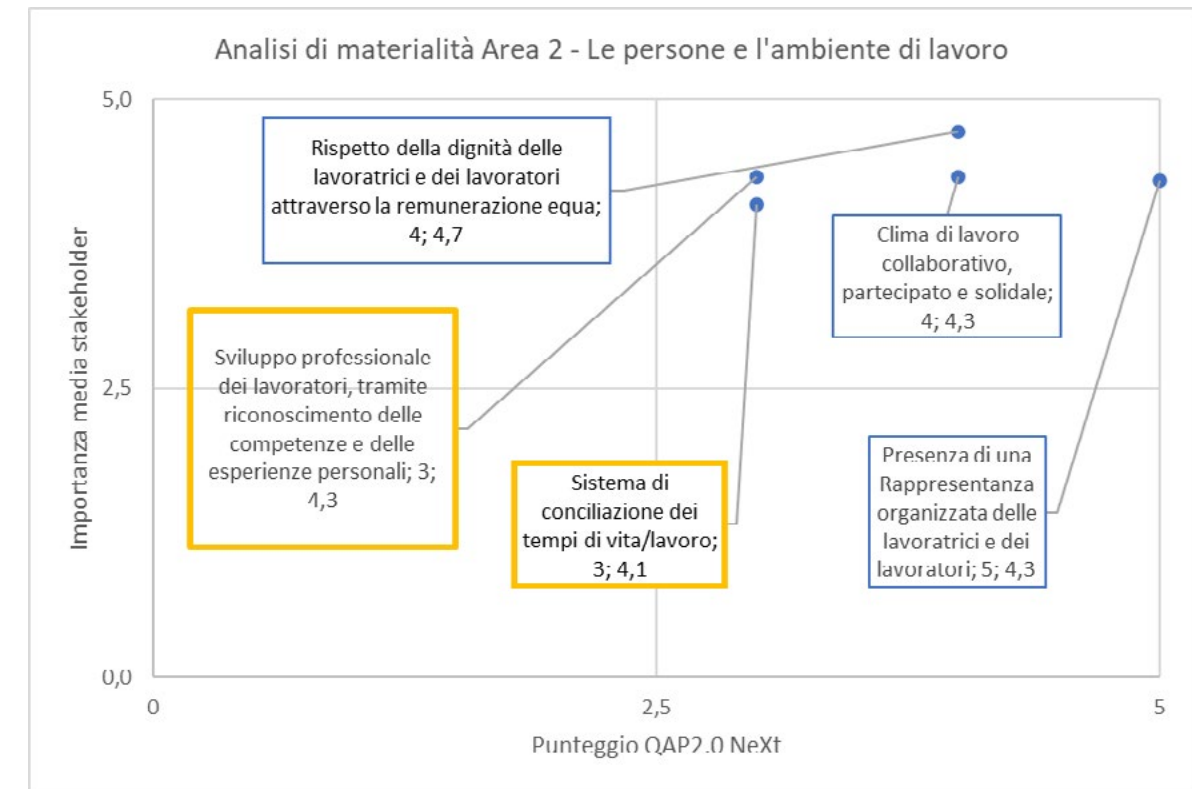 Analisi di materialità Area 2 - Le persone e l'ambiente di lavoro
Importanza media stakeholder
5,0
2,5
0,0
Rispetto della dignità delle
lavoratrici e dei lavoratori
attraverso la remunerazione equa;
4; 4,7
Clima di lavoro
collaborativo,
partecipato e solidale;
4; 4,3
Sviluppo professionale
dei lavoratori, tramite
riconoscimento delle
competenze e delle
esperienze personali; 3;
4,3
Sistema di
conciliazione dei
tempi di vita/lavoro;
3; 4,1
Presenza di una
Rappresentanza
organizzata delle
lavoratrici e dei
lavoratori; 5; 4,3
0
2,5
5
Punteggio QAP2.0 NeXt